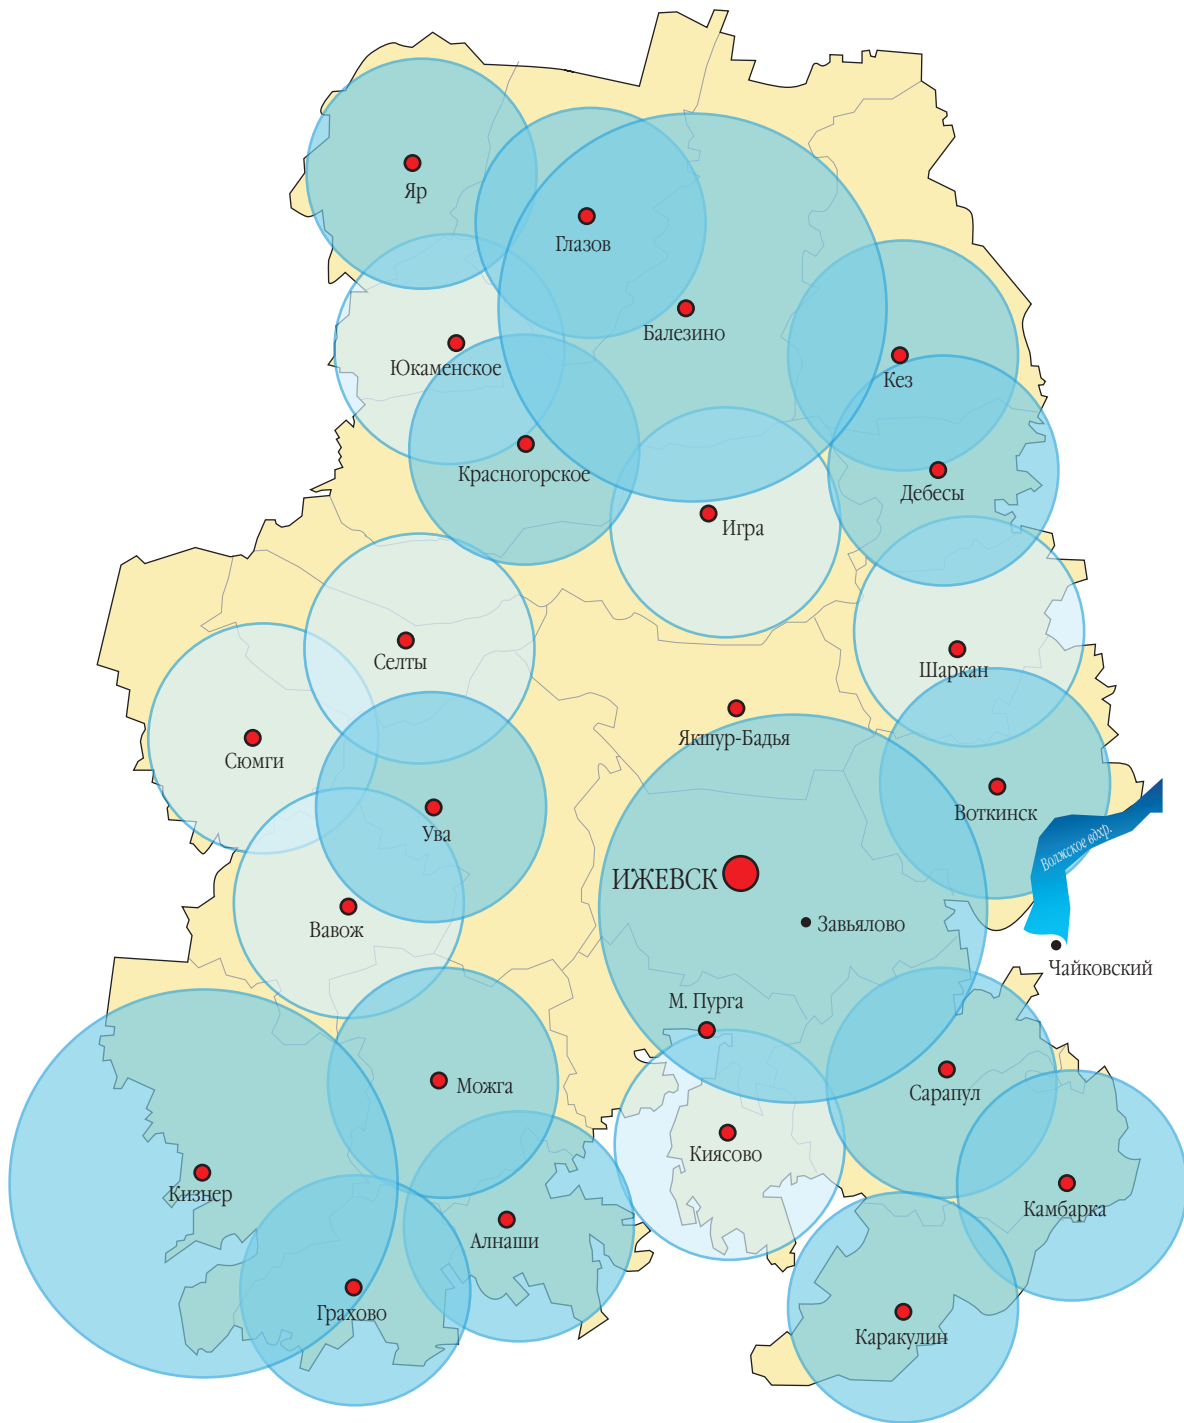 Яр
Глазов
Балезино
Юкаменское
Кез
Красногорское
Дебесы
Игра
Селты
Шаркан
Якшур-Бадья
Сюмги
Ува
Воткинск
Волжское вдхр.
ИЖЕВСК
Вавож
Завьялово
Чайковский
М. Пурга
Можга
Сарапул
Киясово
Кизнер
Камбарка
Алнаши
Грахово
Каракулин